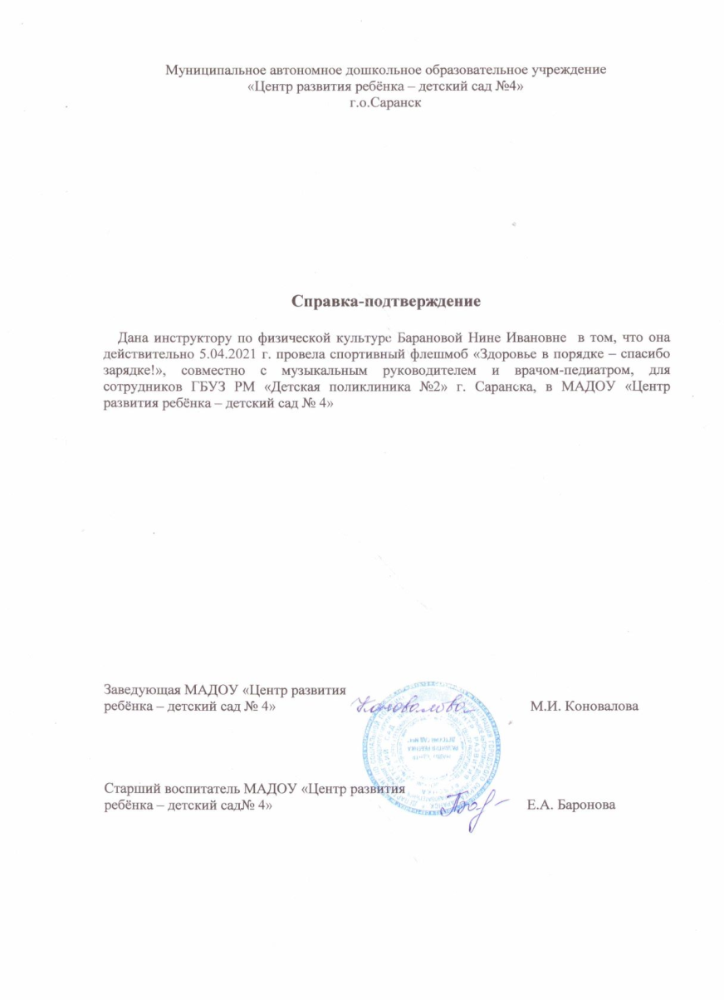 Муниципальное автономное дошкольное образовательное учреждение
«Центр развития ребёнка – детский сад №4»
г.о.Саранск
Справка-подтверждение
Дана инструктору по физической культуре Барановой Нине Ивановне в том, что она
действительно 5.04.2021 г. провела спортивный флешмоб «Здоровье в порядке – спасибо
зарядке!», совместно с музыкальным руководителем и врачом-педиатром, для
сотрудников ГБУЗ РМ «Детская поликлиника №2» г. Саранска, в МАДОУ «Центр
развития ребёнка – детский сад № 4»
Заведующая МАДОУ «Центр развития
ребёнка – детский сад № 4» Коновалова М.И. Коновалова
Старший воспитатель МАДОУ «Центр развития
ребёнка – детский сад№ 4» Е.А. Баронова